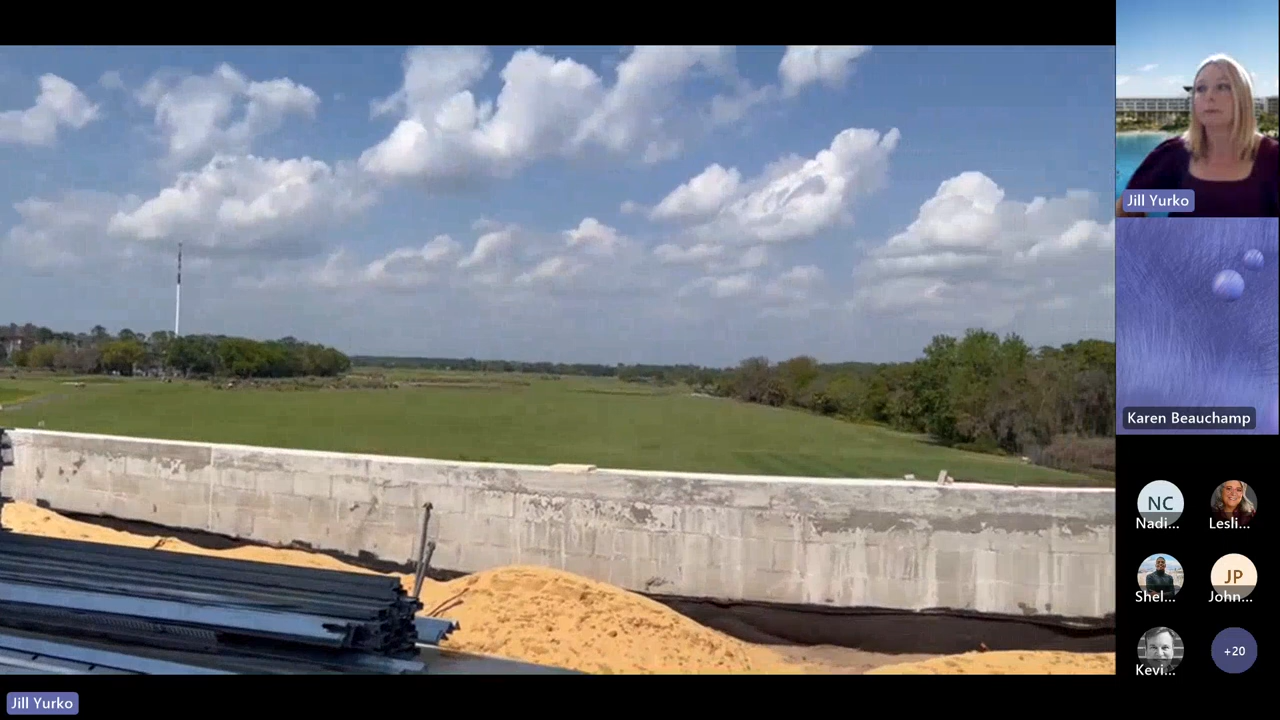 Jill Yurko
Karen Beauchamp
NC
Nadi...
Lesli...
Shel...
JP
John...
Kevi...
+20
Jill Yurko